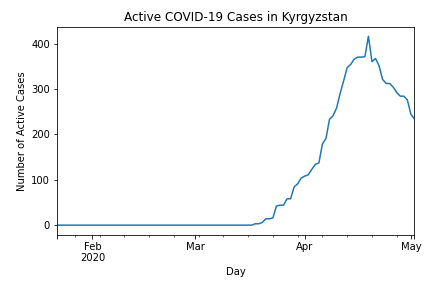 Active COVID-19 Cases in Kyrgyzstan
Number of Active Cases
400
300
200
100
0
Feb
2020
Mar
Apr
May
Day